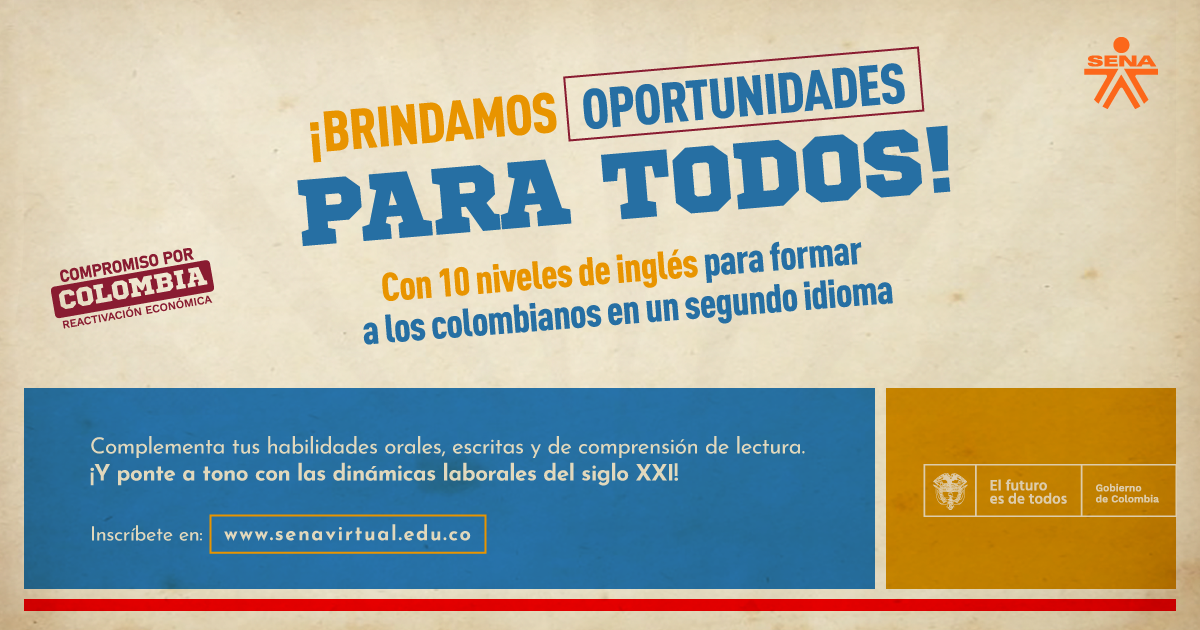 SENA
¡BRINDAMOS OPORTUNIDADES
PARA TODOS!
COMPROMISO POR
COLOMBIA
REACTIVACIÓN ECONÓMICA
Con 10 niveles de inglés para formar
a los colombianos en un segundo idioma
Complementa tus habilidades orales, escritas y de comprensión de lectura.
¡Y ponte a tono con las dinámicas laborales del siglo XXI!
Inscríbete en: www.senavirtual.edu.co
El futuro
es de todos
Gobierno
de Colombia